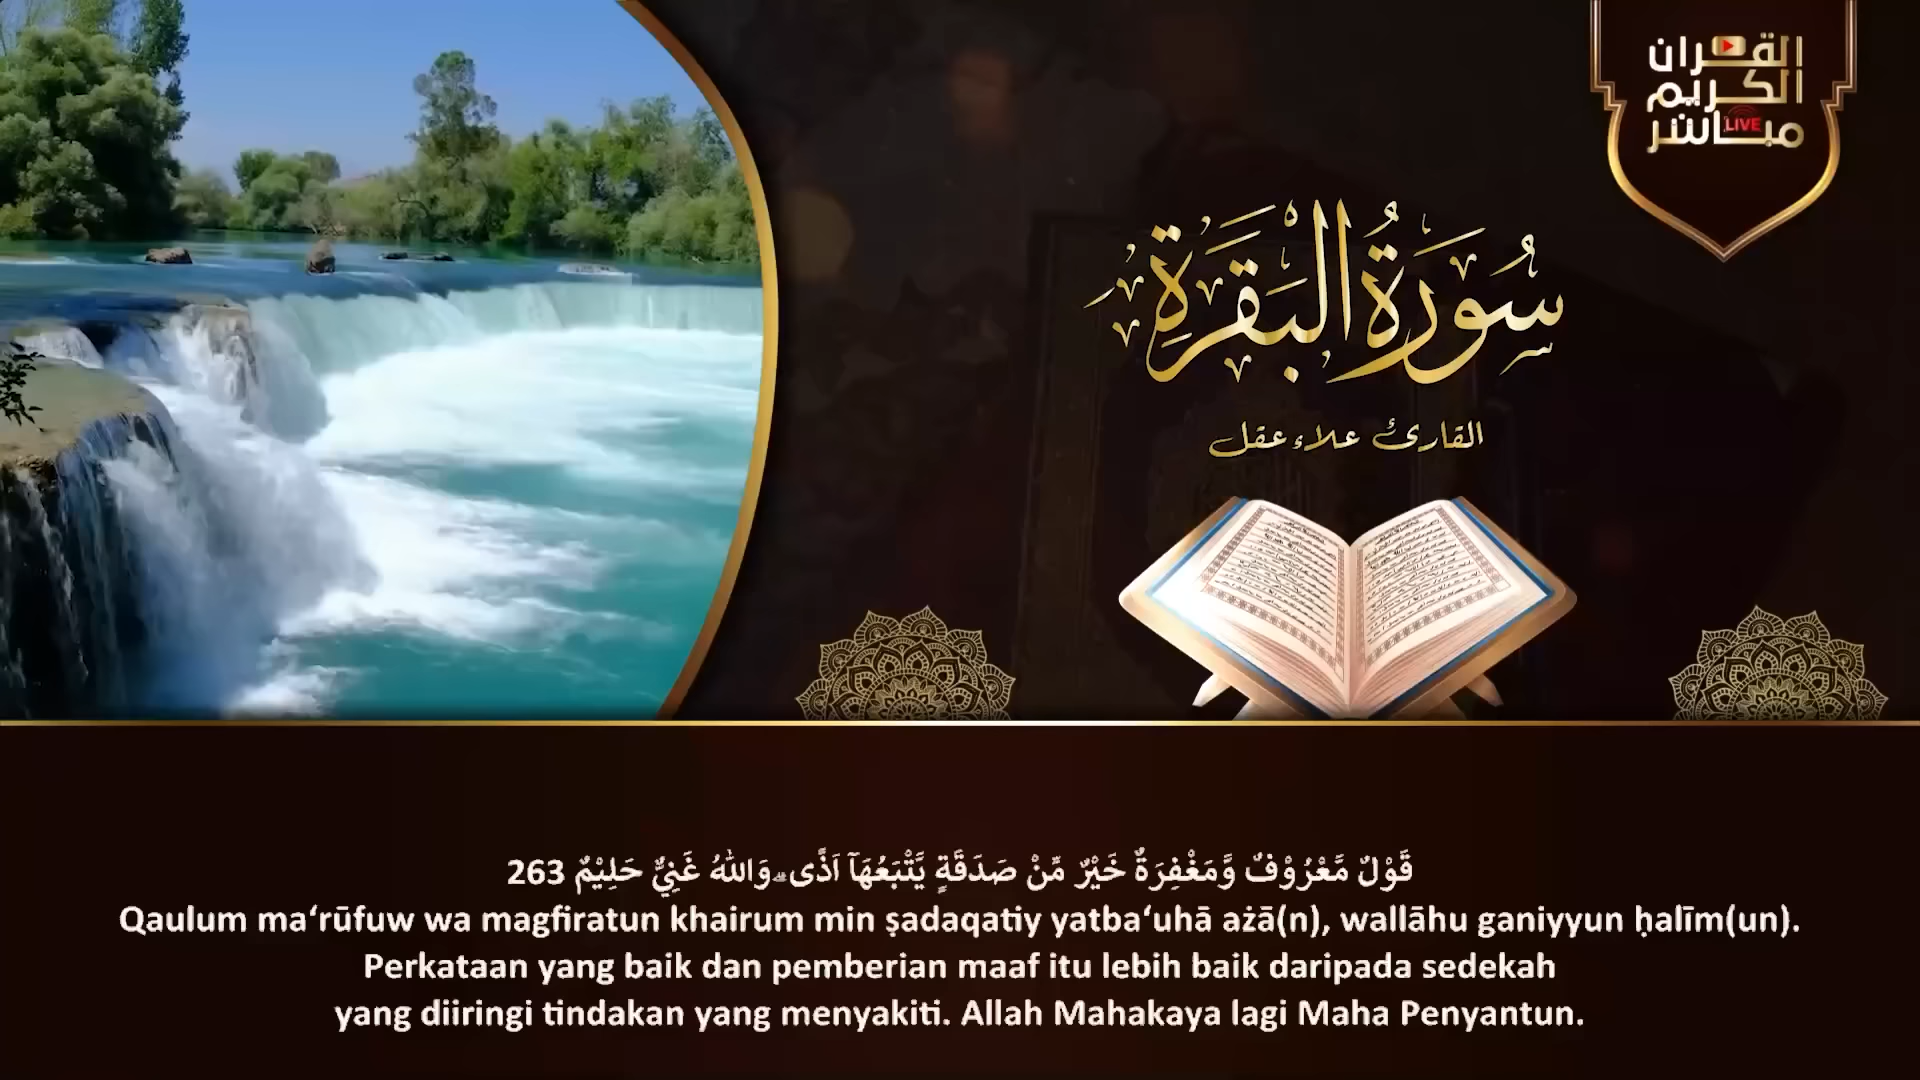 القرآن
الكريم
مباشر
LIVE
سُورَةُ البَقَرَةِ
القارئ علاء عقل
قَوْلٌ مَّعْرُوْفٌ وَّمَغْفِرَةٌ خَيْرٌ مِّنْ صَدَقَةٍ يَّتْبَعُهَآ اَذًى ۗ وَاللّٰهُ غَنِيٌّ حَلِيْمٌ 263
Qaulum ma‘rūfuw wa magfiratun khairum min ṣadaqatiy yatba‘uhā ażā(n), wallāhu ganiyyun ḥalīm(un).
Perkataan yang baik dan pemberian maaf itu lebih baik daripada sedekah
yang diiringi tindakan yang menyakiti. Allah Mahakaya lagi Maha Penyantun.